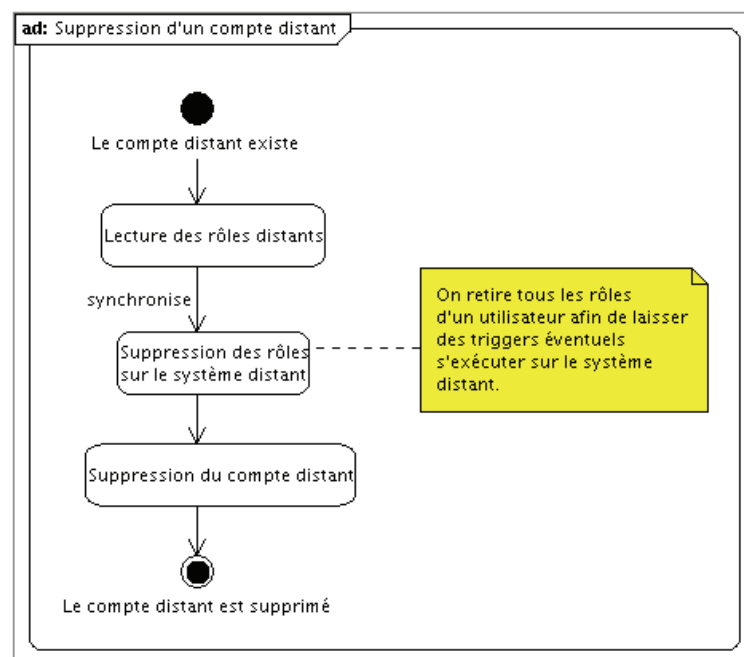 ad: Suppression d'un compte distant
Le compte distant existe
Lecture des rôles distants
synchronise
Suppression des rôles
sur le système distant
On retire tous les rôles
d'un utilisateur afin de laisser
des triggers éventuels
s'exécuter sur le système
distant.
Suppression du compte distant
Le compte distant est supprimé